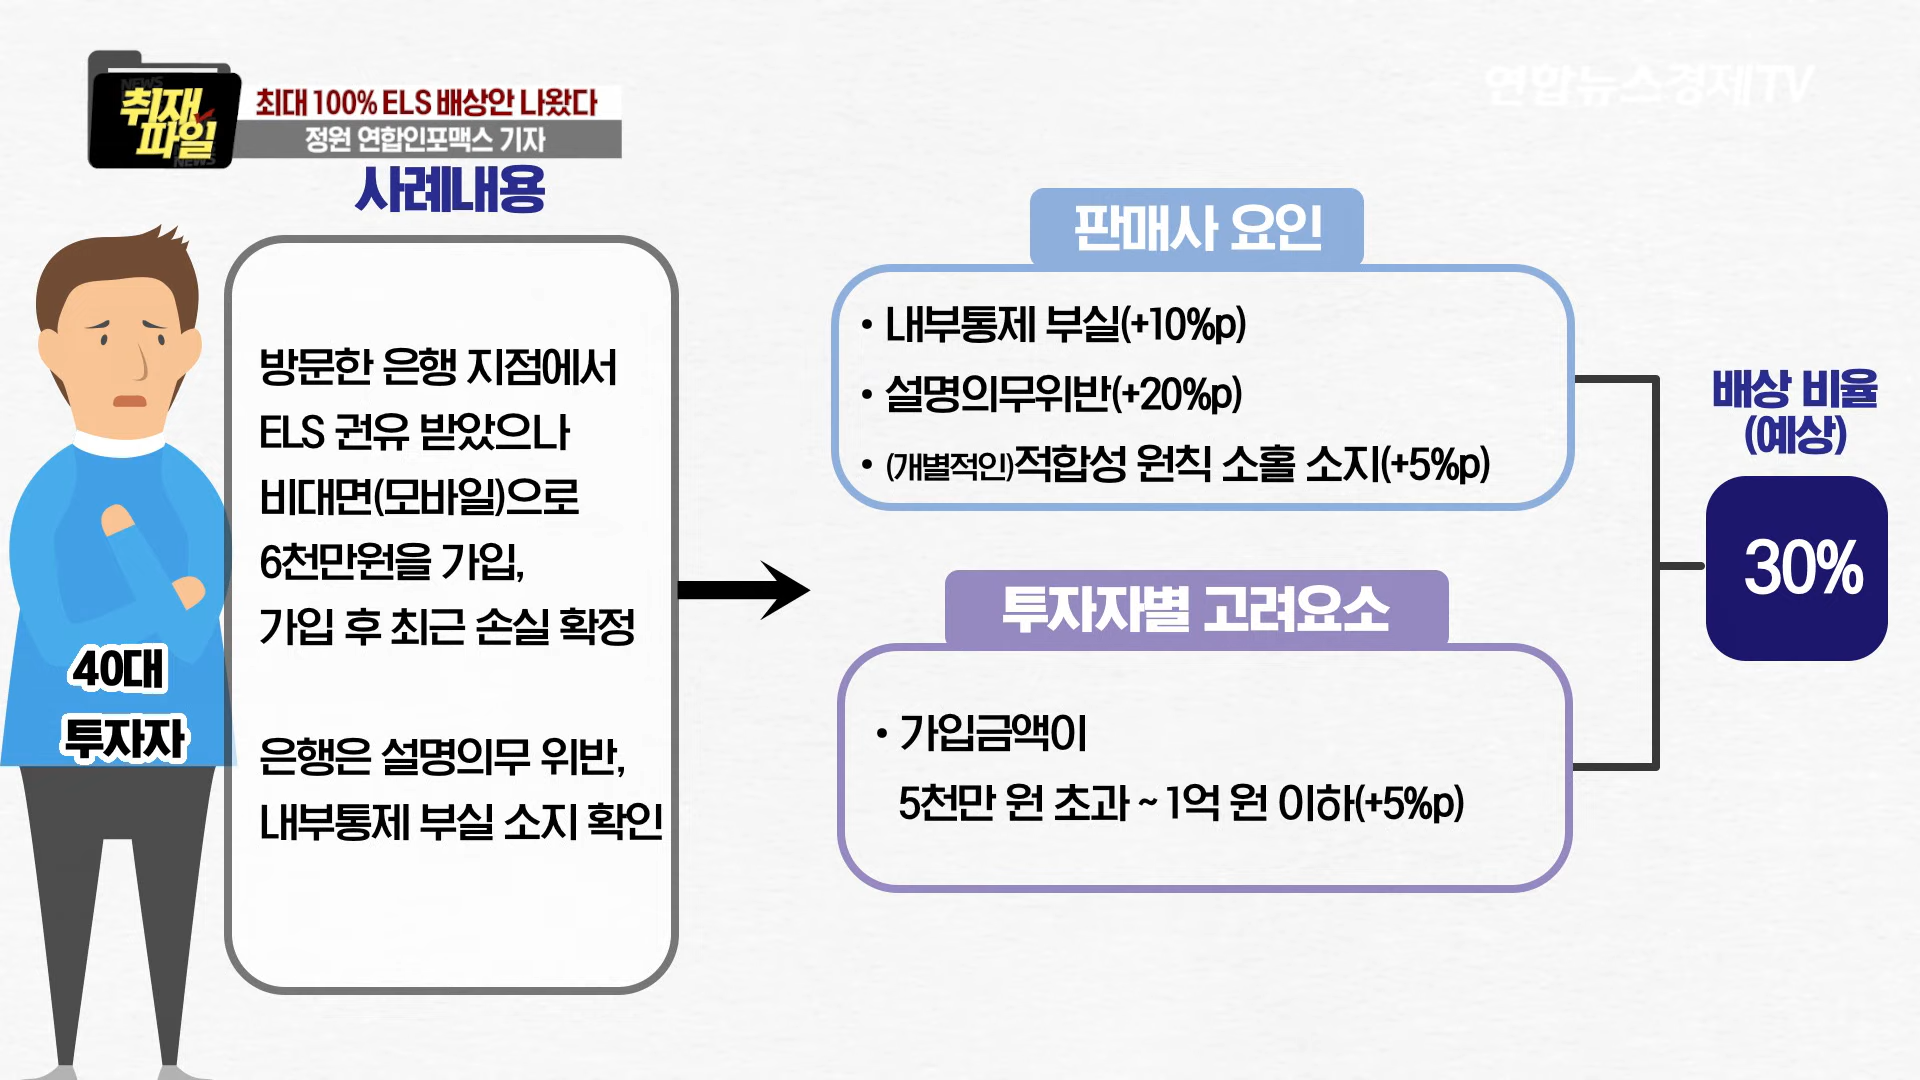 NEWS
취재
파일
NEWS
최대 100% ELS 배상안 나왔다
정원 연합인포맥스 기자
연합뉴스경제TV
사례내용
방문한 은행 지점에서
ELS 권유 받았으나
비대면(모바일)으로
6천만원을 가입,
가입 후 최근 손실 확정
은행은 설명의무 위반,
내부통제 부실 소지 확인
40대
투자자
판매사 요인
• 내부통제 부실(+10%p)
• 설명의무위반(+20%p)
• (개별적인)적합성 원칙 소홀 소지(+5%p)
투자자별 고려요소
• 가입금액이
5천만 원 초과 ~ 1억 원 이하(+5%p)
배상 비율
(예상)
30%